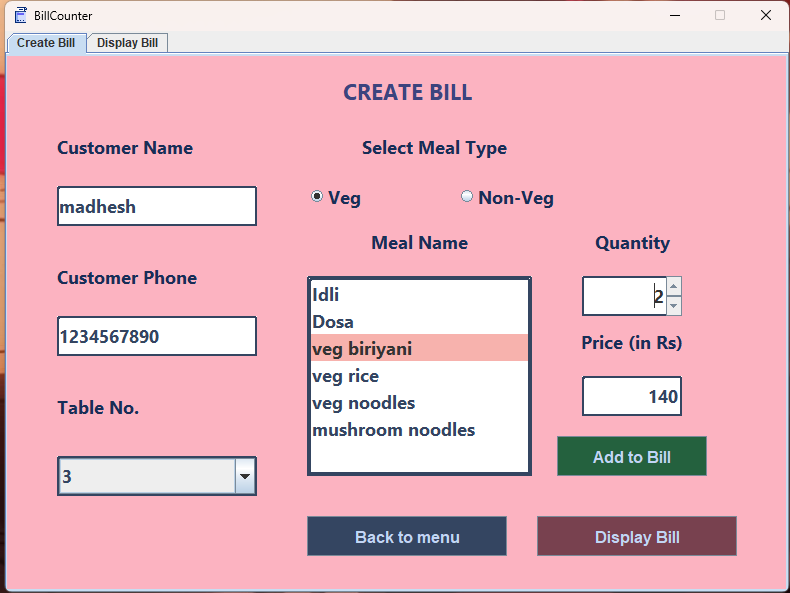 BillCounter
Create Bill
Display Bill
CREATE BILL
Customer Name
madhesh
Customer Phone
1234567890
Table No.
3
Select Meal Type
Veg
Non-Veg
Meal Name
Idli
Dosa
veg biriyani
veg rice
veg noodles
mushroom noodles
Quantity
2
Price (in Rs)
140
Add to Bill
Back to menu
Display Bill